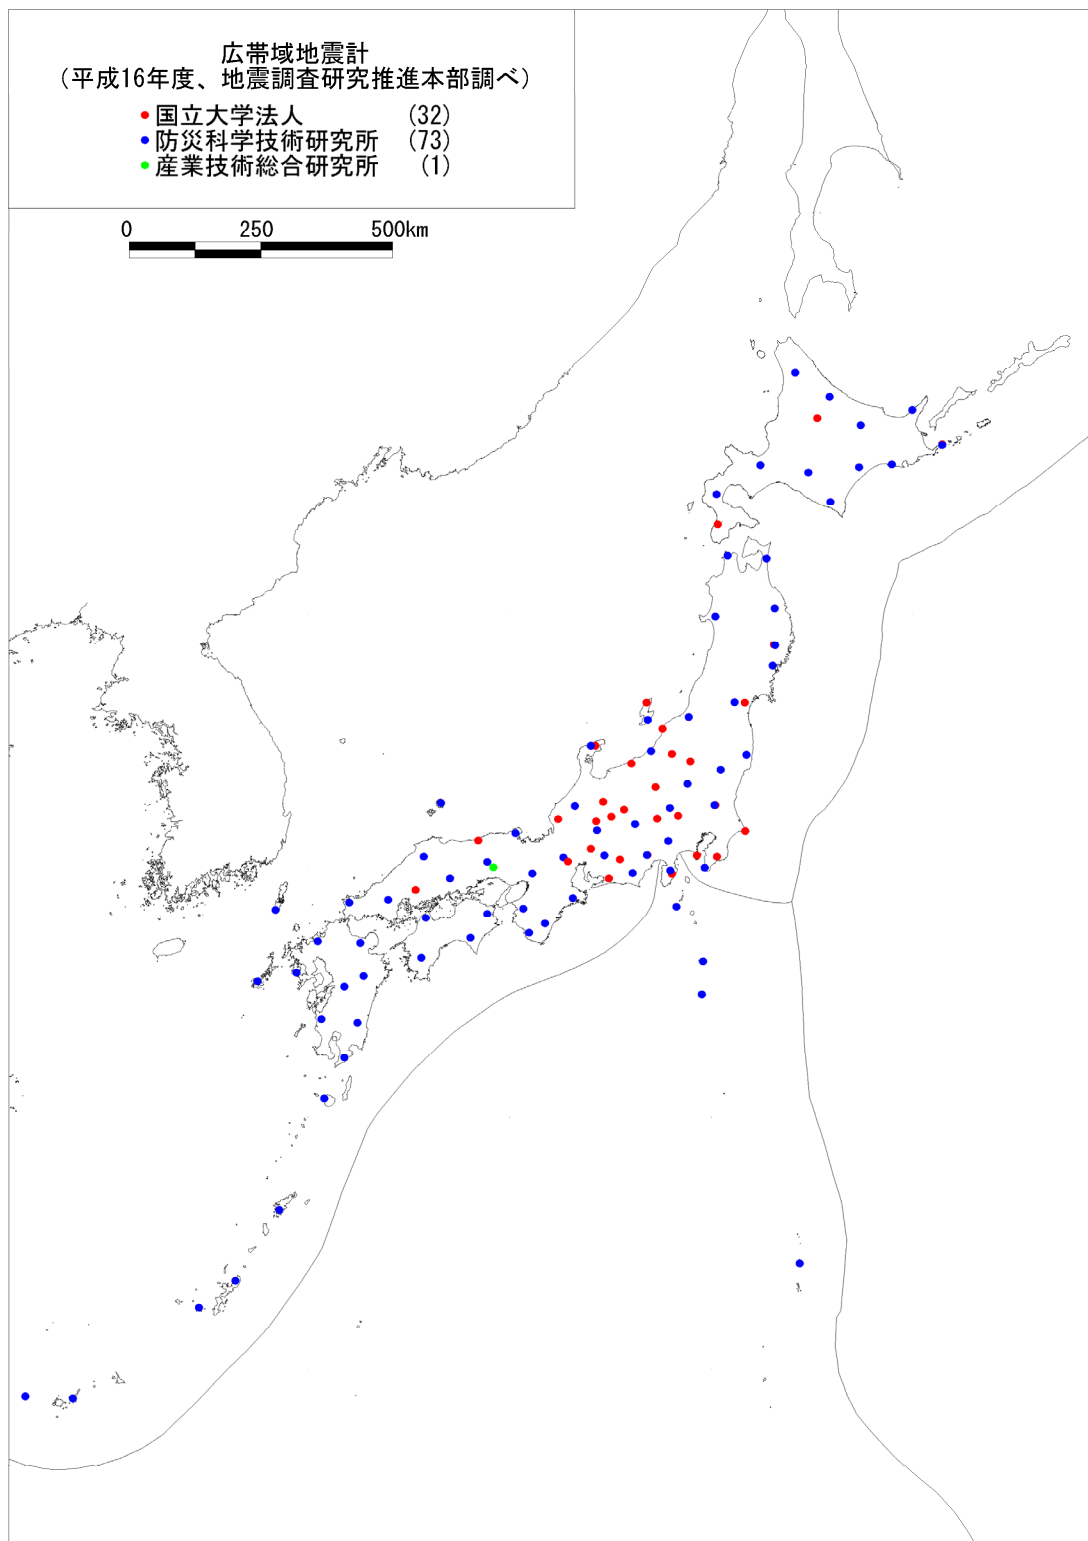 広帯域地震計
（平成16年度、地震調査研究推進本部調べ）
国立大学法人 (32)
防災科学技術研究所 (73)
産業技術総合研究所 (1)
0 250 500km